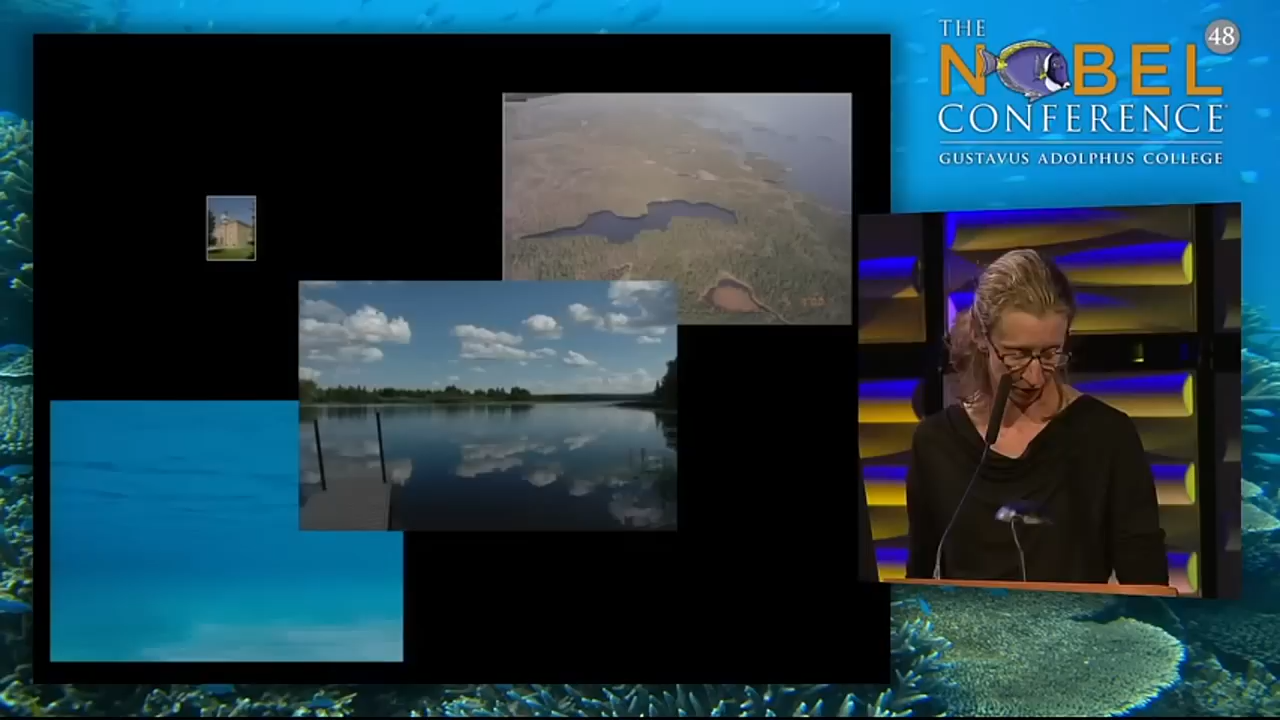 THE
48
NOBEL
CONFERENCE
GUSTAVUS ADOLPHUS COLLEGE